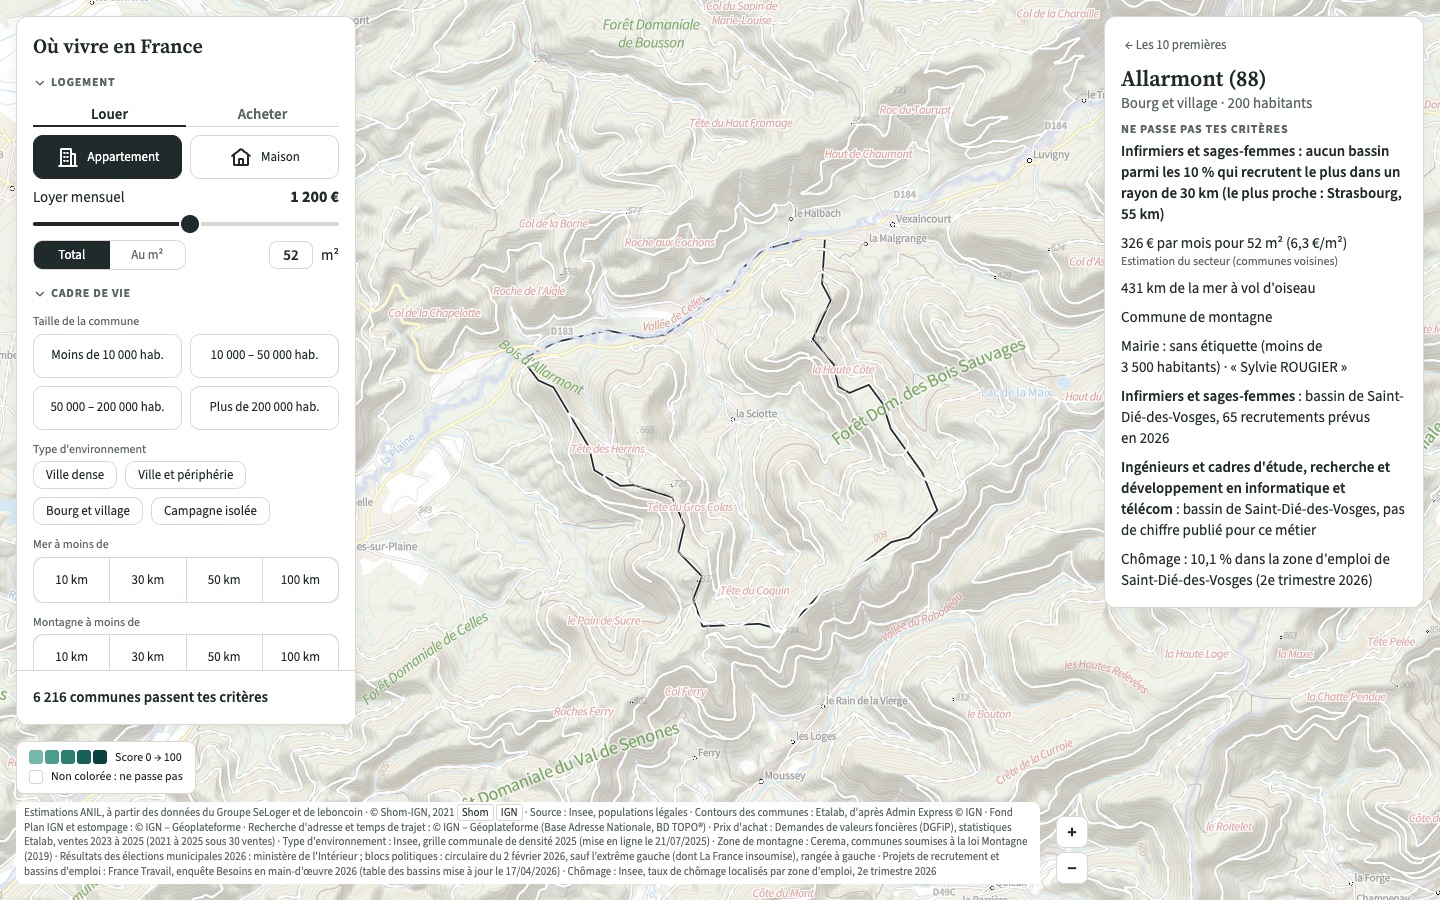 Où vivre en France
LOGEMENT
Louer
Acheter
Appartement
Maison
Loyer mensuel
1 200 €
Total
Au m²
52
m²
CADRE DE VIE
Taille de la commune
Moins de 10 000 hab.
10 000 – 50 000 hab.
50 000 – 200 000 hab.
Plus de 200 000 hab.
Type d'environnement
Ville dense
Ville et périphérie
Bourg et village
Campagne isolée
Mer à moins de
10 km
30 km
50 km
100 km
Montagne à moins de
10 km
30 km
50 km
100 km
6 216 communes passent tes critères
Score 0 → 100
Non colorée : ne passe pas
Forêt Domaniale
de Bousson
Col du Sapin de
Marie-Louise
Col de la Charaille
Roc du Taurupt
Tête du Haut Fromage
D184
Luvigny
Haut de Chaumont
D184
le Halbach
Vexaincourt
la Malgrange
Col de la Borne
Roche aux Cochons
Roche de l'Aigle
Col de la Chapelotte
D183
Vallée de Celles
Bois d'Allarmont
la Haute Côte
Forêt Dom. des Bois Sauvages
Lac de la Maix
la Sciotte
665
Tête des Herrins
la Plaine
726
Tête du Gros Colas
Tête du Coquin
le Pain de Sucre
Forêt Domaniale de Celles
Vallée du Rabodeau
863
les Hautes Relevées
la Haute Loge
la Maxe
Tête Pelée
la Chatte Pendue
900
Col Ferry
Roches Ferry
le Rain de la Vierge
812
le Bouton
les Loges
Ferry
Moussey
Crête de la Corroie
le Roitelet
la Forge
Champenay
D49C
Col du Mont
← Les 10 premières
Allarmont (88)
Bourg et village · 200 habitants
NE PASSE PAS TES CRITÈRES
Infirmiers et sages-femmes : aucun bassin
parmi les 10 % qui recrutent le plus dans un
rayon de 30 km (le plus proche : Strasbourg,
55 km)
326 € par mois pour 52 m² (6,3 €/m²)
Estimation du secteur (communes voisines)
431 km de la mer à vol d'oiseau
Commune de montagne
Mairie : sans étiquette (moins de
3 500 habitants) · « Sylvie ROUGIER »
Infirmiers et sages-femmes : bassin de Saint-
Dié-des-Vosges, 65 recrutements prévus
en 2026
Ingénieurs et cadres d'étude, recherche et
développement en informatique et
télécom : bassin de Saint-Dié-des-Vosges, pas
de chiffre publié pour ce métier
Chômage : 10,1 % dans la zone d'emploi de
Saint-Dié-des-Vosges (2e trimestre 2026)
Estimations ANIL, à partir des données du Groupe SeLoger et de leboncoin · © Shom-IGN, 2021 Shom IGN · Source : Insee, populations légales · Contours des communes : Etalab, d'après Admin Express © IGN · Fond
Plan IGN et estompage : © IGN – Géoplateforme · Recherche d'adresse et temps de trajet : © IGN – Géoplateforme (Base Adresse Nationale, BD TOPO®) · Prix d'achat : Demandes de valeurs foncières (DGFiP), statistiques
Etalab, ventes 2023 à 2025 (2021 à 2025 sous 30 ventes) · Type d'environnement : Insee, grille communale de densité 2025 (mise en ligne le 21/07/2025) · Zone de montagne : Cerema, communes soumises à la loi Montagne
(2019) · Résultats des élections municipales 2026 : ministère de l'Intérieur ; blocs politiques : circulaire du 2 février 2026, sauf l'extrême gauche (dont La France insoumise), rangée à gauche · Projets de recrutement et
bassins d'emploi : France Travail, enquête Besoins en main-d'œuvre 2026 (table des bassins mise à jour le 17/04/2026) · Chômage : Insee, taux de chômage localisés par zone d'emploi, 2e trimestre 2026
+
−